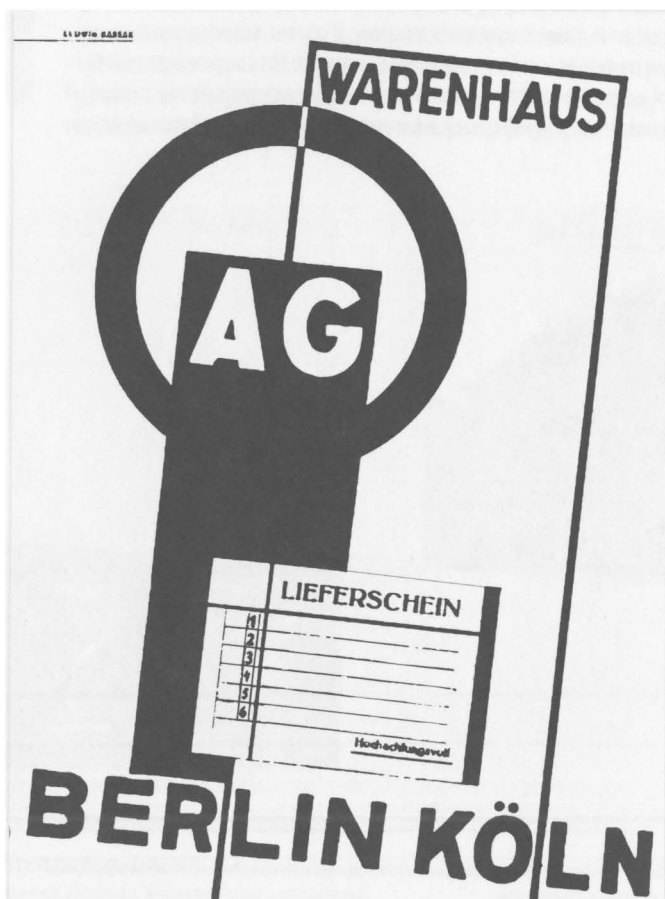 LUDWIG KASSAK
WARENHAUS
AG
LIEFERSCHEIN
1
2
3
4
5
6
Hochachtungsvoll
BERLIN KÖLN